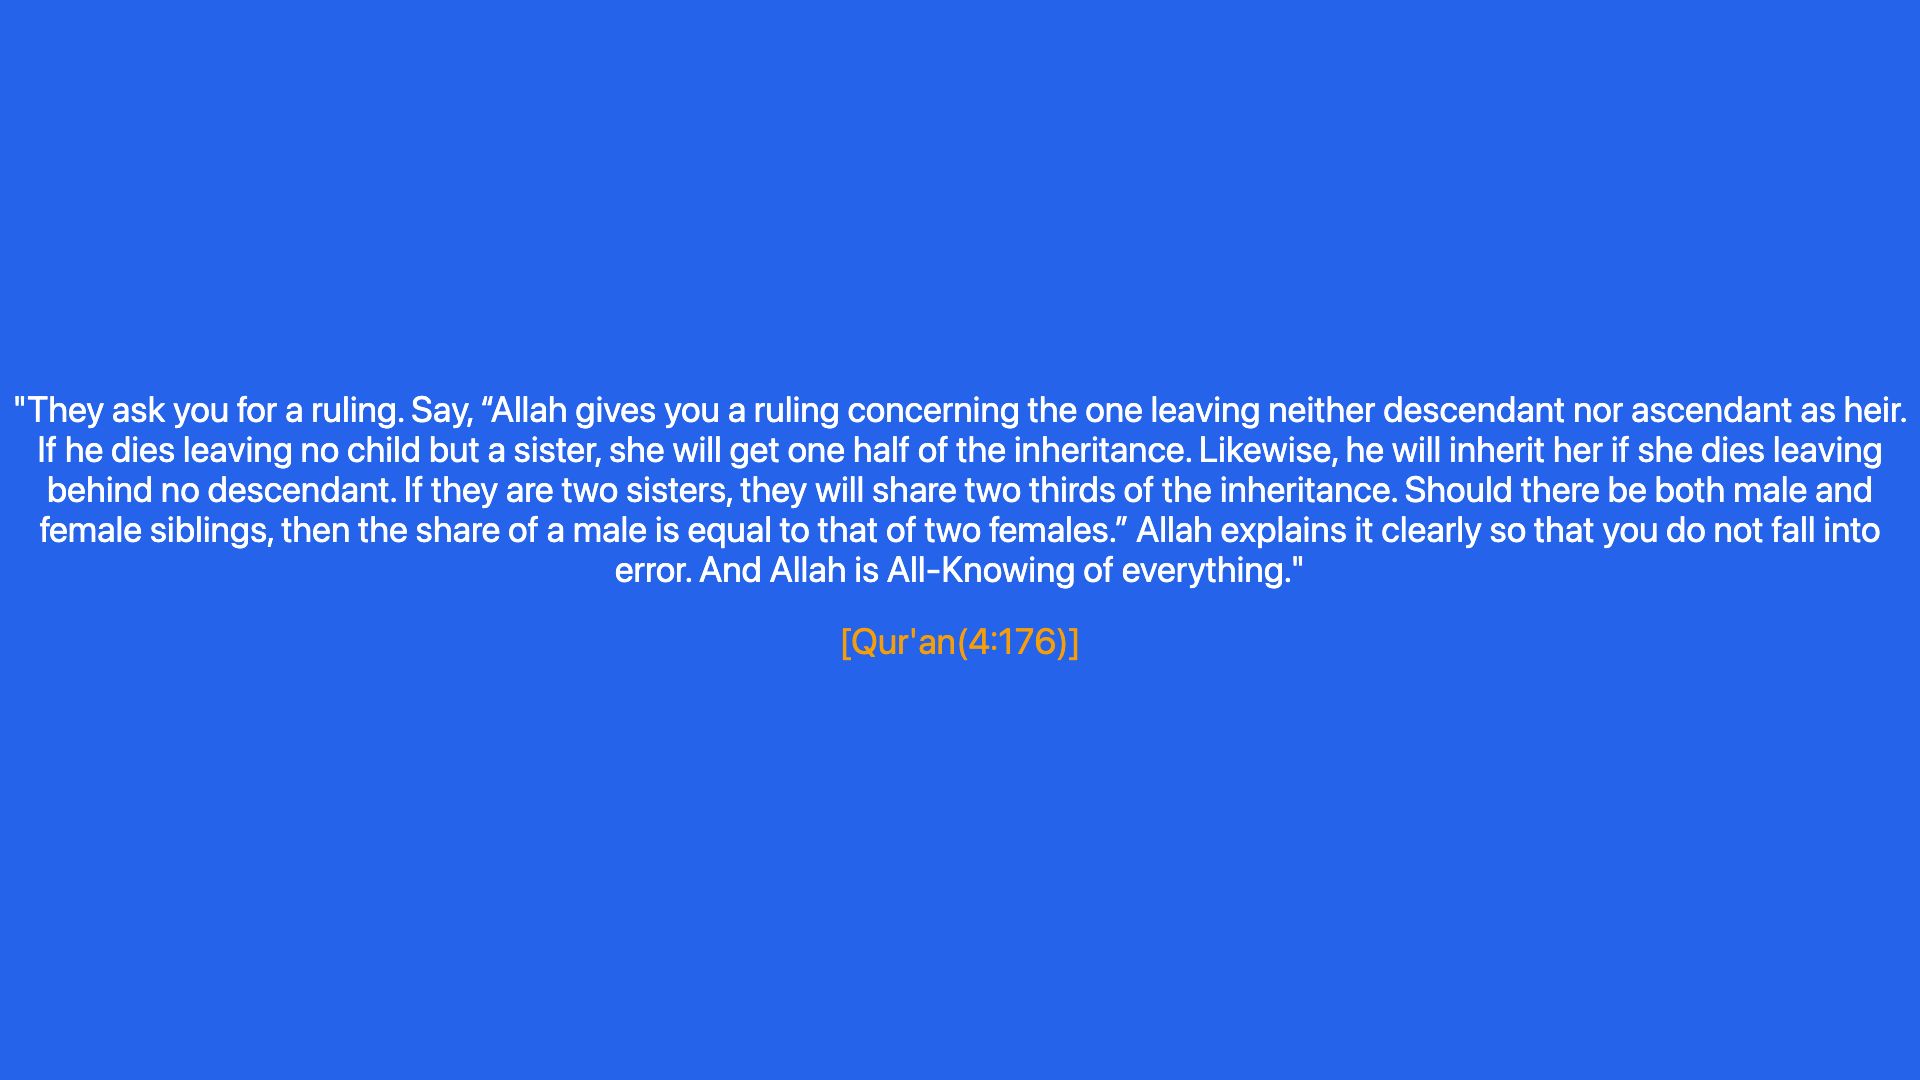 "They ask you for a ruling. Say, “Allah gives you a ruling concerning the one leaving neither descendant nor ascendant as heir.
If he dies leaving no child but a sister, she will get one half of the inheritance. Likewise, he will inherit her if she dies leaving
behind no descendant. If they are two sisters, they will share two thirds of the inheritance. Should there be both male and
female siblings, then the share of a male is equal to that of two females.” Allah explains it clearly so that you do not fall into
error. And Allah is All-Knowing of everything."
[Qur'an(4:176)]